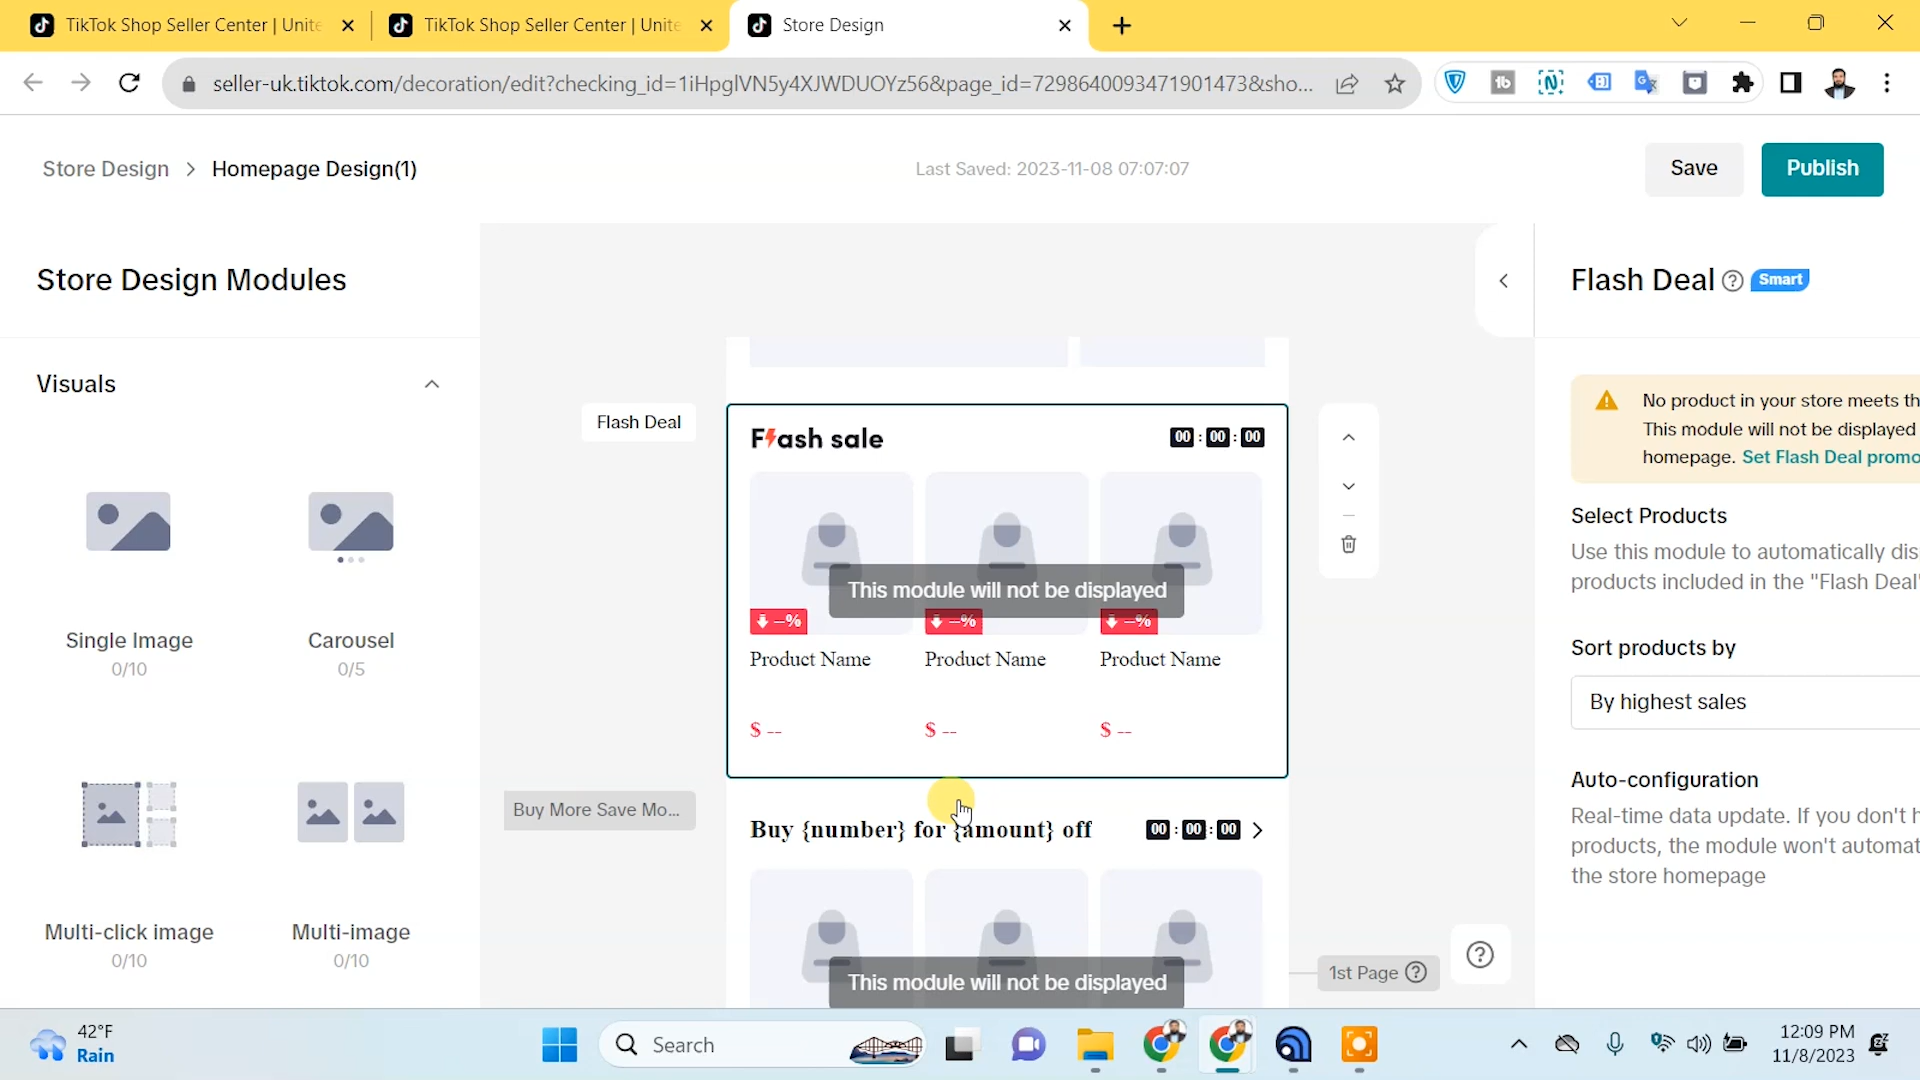 TikTok Shop Seller Center | Unite
TikTok Shop Seller Center | Unite
Store Design
seller-uk.tiktok.com/decoration/edit?checking_id=1iHpglVN5y4XJWDUOYz56&page_id=7298640093471901473&sho...
Store Design > Homepage Design(1)
Last Saved: 2023-11-08 07:07:07
Save
Publish
Store Design Modules
Visuals
Single Image
0/10
Carousel
0/5
Multi-click image
0/10
Multi-image
0/10
Flash Deal
Flash sale
00 : 00 : 00
This module will not be displayed
–% –% –%
Product Name Product Name Product Name
$ -- $ -- $ --
Buy More Save Mo...
Buy {number} for {amount} off
00 : 00 : 00
This module will not be displayed
1st Page
Flash Deal Smart
No product in your store meets th
This module will not be displayed
homepage. Set Flash Deal promo
Select Products
Use this module to automatically dis
products included in the "Flash Deal"
Sort products by
By highest sales
Auto-configuration
Real-time data update. If you don't h
products, the module won't automat
the store homepage
42°F
Rain
Search
12:09 PM
11/8/2023